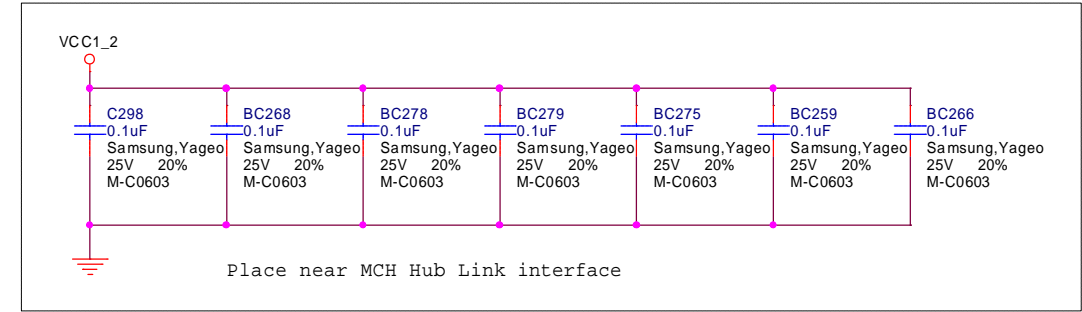 VCC1_2
C298
0.1uF
Samsung,Yageo
25V 20%
M-C0603
BC268
0.1uF
Samsung,Yageo
25V 20%
M-C0603
BC278
0.1uF
Samsung,Yageo
25V 20%
M-C0603
BC279
0.1uF
Samsung,Yageo
25V 20%
M-C0603
BC275
0.1uF
Samsung,Yageo
25V 20%
M-C0603
BC259
0.1uF
Samsung,Yageo
25V 20%
M-C0603
BC266
0.1uF
Samsung,Yageo
25V 20%
M-C0603
Place near MCH Hub Link interface